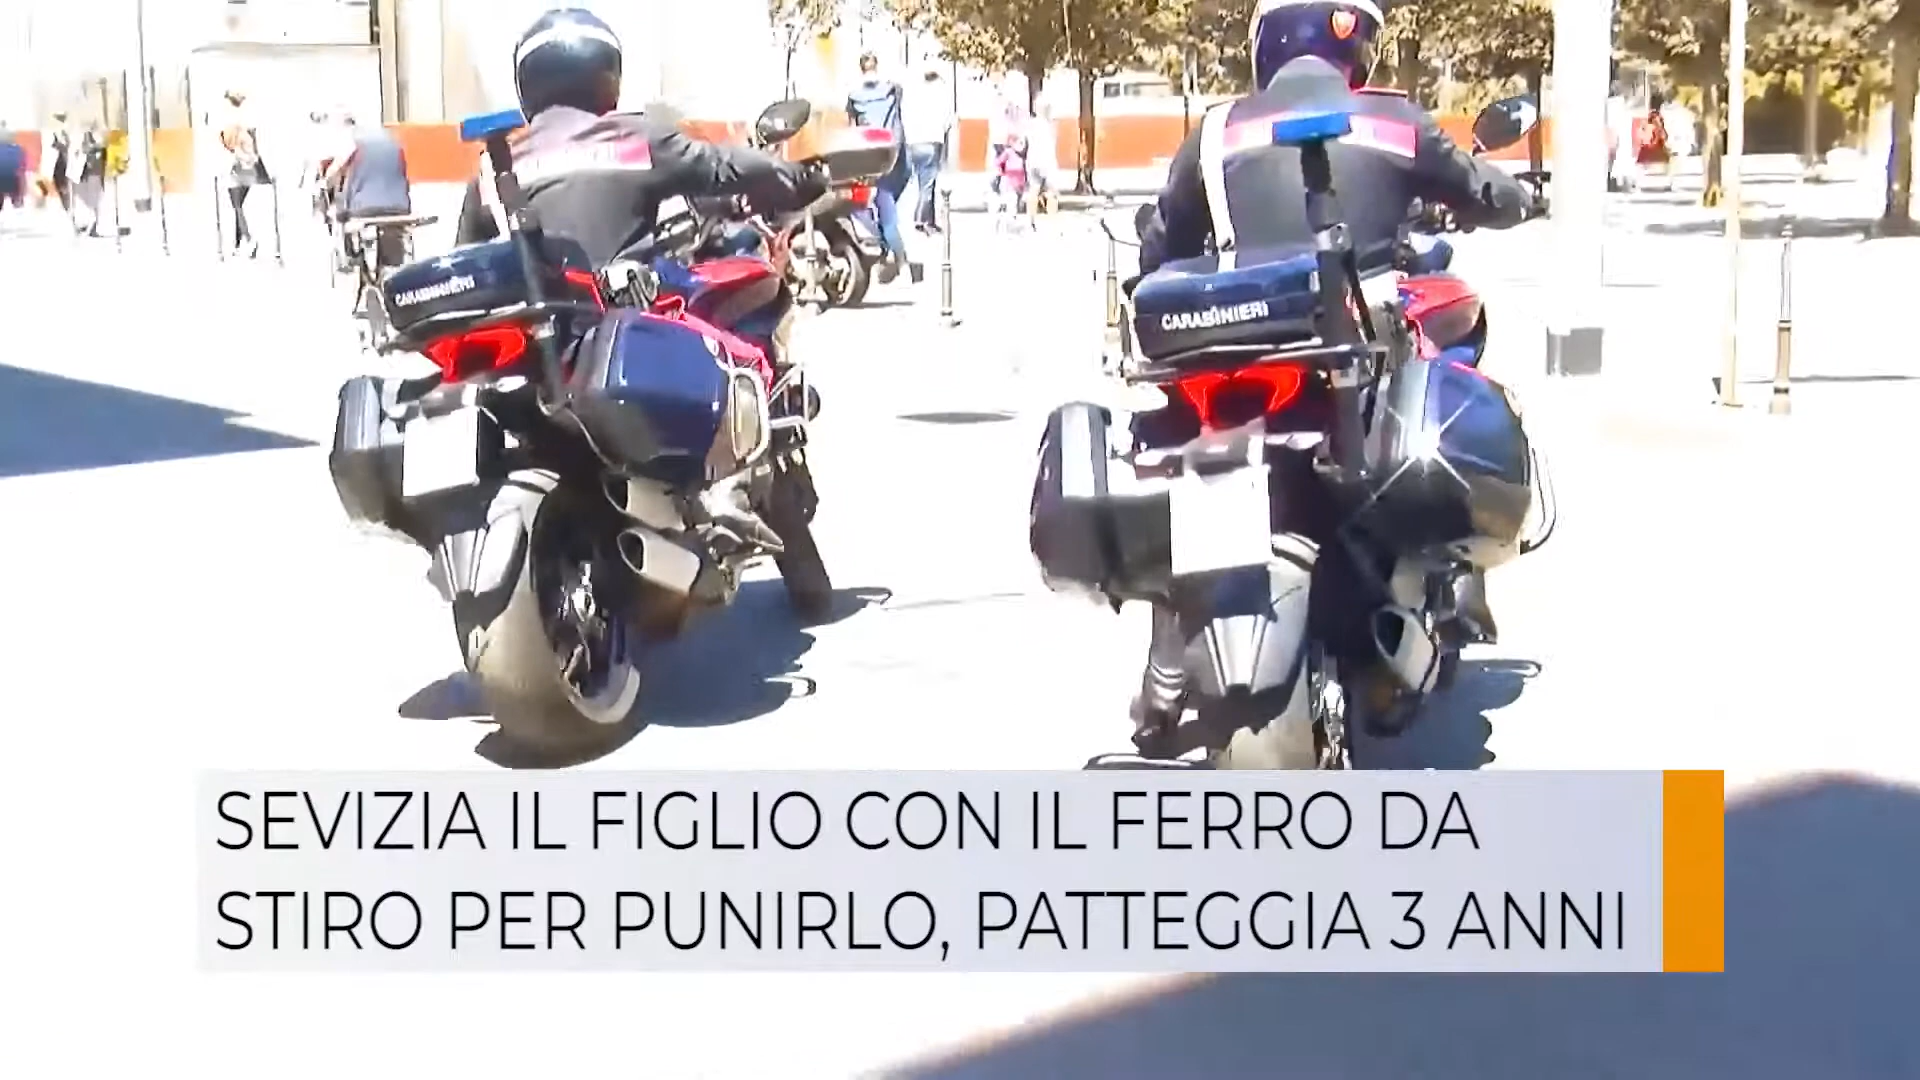 CARABINIERI
CARABINIERI
SEVIZIA IL FIGLIO CON IL FERRO DA
STIRO PER PUNIRLO, PATTEGGIA 3 ANNI